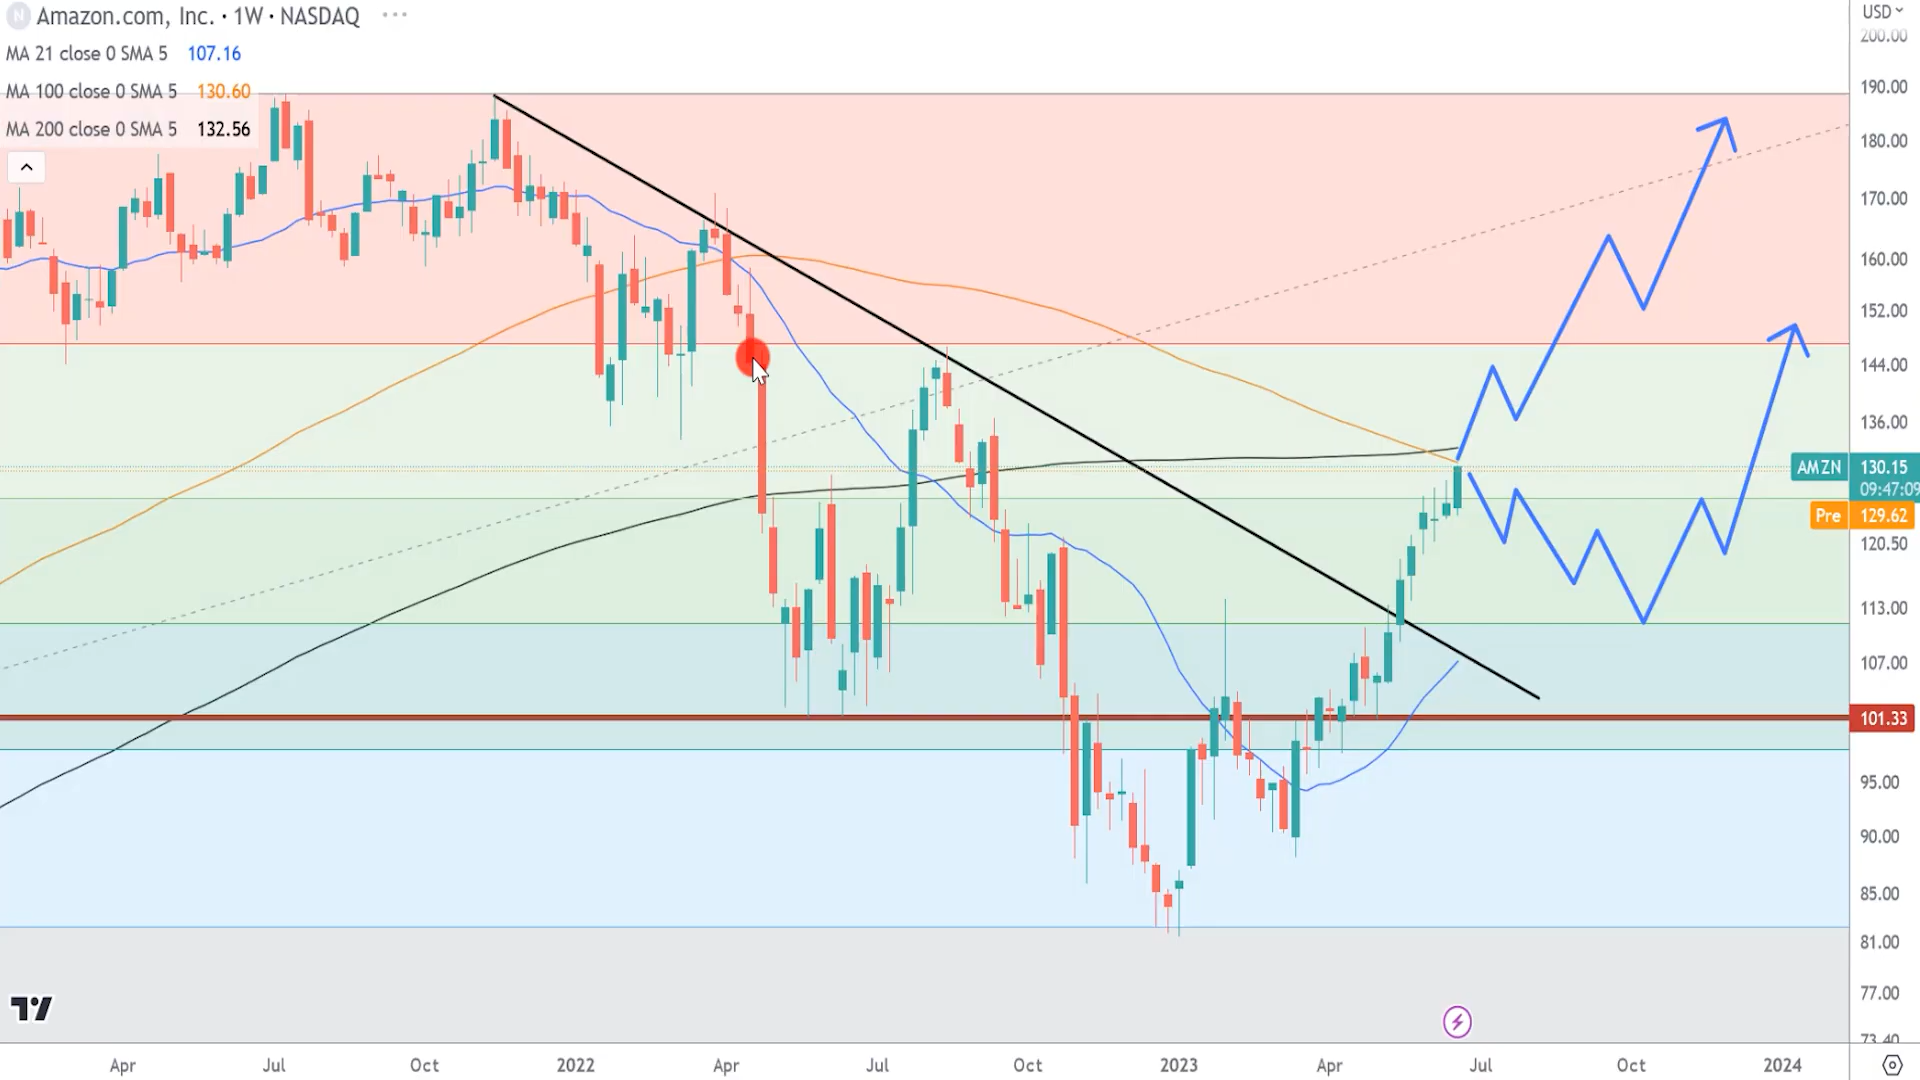 N Amazon.com, Inc. · 1W · NASDAQ ···
MA 21 close 0 SMA 5 107.16
MA 100 close 0 SMA 5 130.60
MA 200 close 0 SMA 5 132.56
USD
200.00
190.00
180.00
170.00
160.00
152.00
144.00
136.00
AMZN 130.15
09:47:09
Pre 129.62
120.50
113.00
107.00
101.33
95.00
90.00
85.00
81.00
77.00
73.40
Apr Jul Oct 2022 Apr Jul Oct 2023 Apr Jul Oct 2024